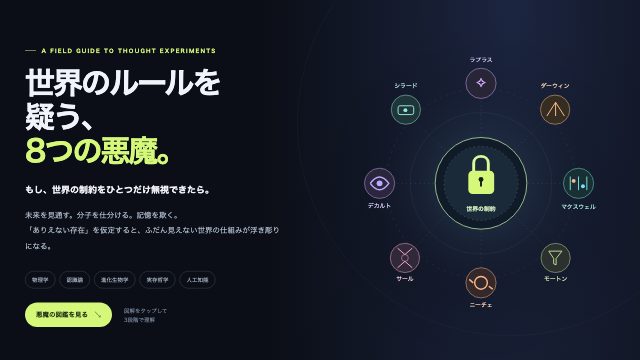 A FIELD GUIDE TO THOUGHT EXPERIMENTS
世界のルールを
疑う、
8つの悪魔。
もし、世界の制約をひとつだけ無視できたら。
未来を見通す。分子を仕分ける。記憶を欺く。
「ありえない存在」を仮定すると、ふだん見えない世界の仕組みが浮き彫り
になる。
物理学
認識論
進化生物学
実存哲学
人工知能
悪魔の図鑑を見る
図解をタップして
3段階で理解
ラプラス
シラード
ダーウィン
デカルト
世界の制約
マクスウェル
サール
モートン
ニーチェ